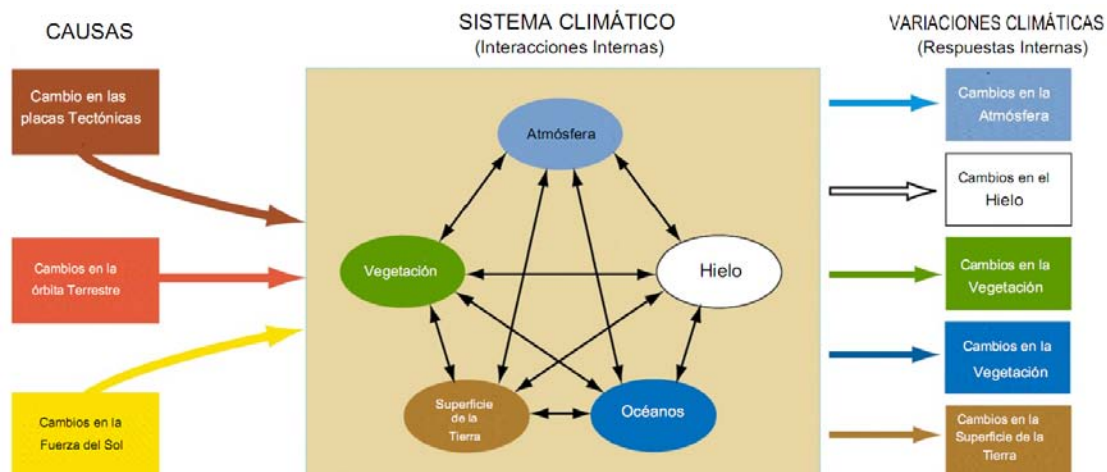 CAUSAS
Cambio en las
placas Tectónicas
Cambios en la
órbita Terrestre
Cambios en la
Fuerza del Sol
SISTEMA CLIMÁTICO
(Interacciones Internas)
Atmósfera
Vegetación
Hielo
Superficie
de la
Tierra
Océanos
VARIACIONES CLIMÁTICAS
(Respuestas Internas)
Cambios en la
Atmósfera
Cambios en el
Hielo
Cambios en la
Vegetación
Cambios en la
Vegetación
Cambios en la
Superficie de la
Tierra